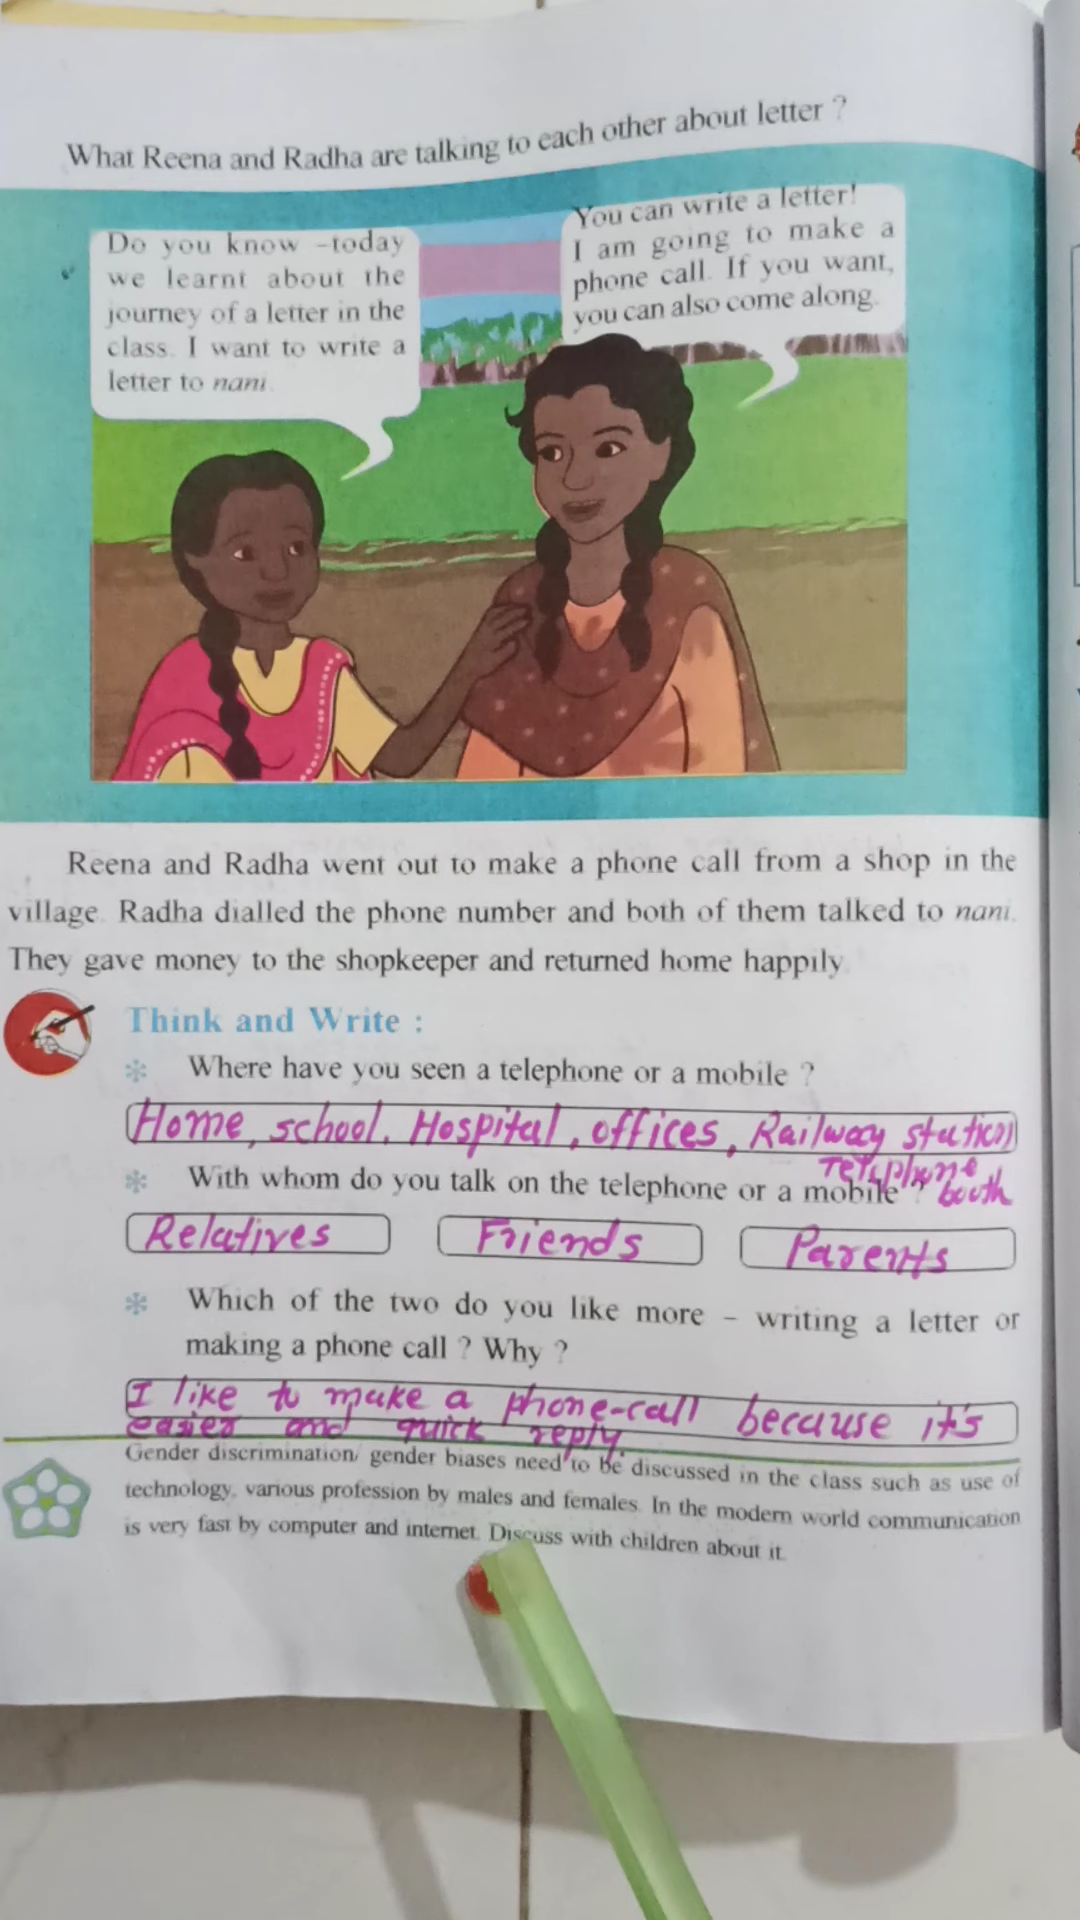 What Reena and Radha are talking to each other about letter ?
Do you know –today
we learnt about the
journey of a letter in the
class. I want to write a
letter to nani.
You can write a letter!
I am going to make a
phone call. If you want,
you can also come along.
Reena and Radha went out to make a phone call from a shop in the
village. Radha dialled the phone number and both of them talked to nani.
They gave money to the shopkeeper and returned home happily.
Think and Write :
Where have you seen a telephone or a mobile ?
Home, school, Hospital, offices, Railway station
Telephone
booth
With whom do you talk on the telephone or a mobile ?
Relatives Friends Parents
Which of the two do you like more – writing a letter or
making a phone call ? Why ?
I like to make a phone-call because it's
easier and quick reply.
Gender discrimination/ gender biases need to be discussed in the class such as use of
technology, various profession by males and females. In the modern world communication
is very fast by computer and internet. Discuss with children about it.